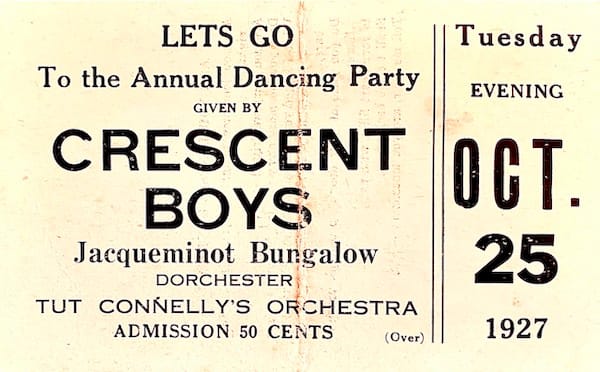 LETS GO
To the Annual Dancing Party
GIVEN BY
CRESCENT
BOYS
Jacqueminot Bungalow
DORCHESTER
TUT CONNELLY'S ORCHESTRA
ADMISSION 50 CENTS
(Over)
Tuesday
EVENING
OCT.
25
1927